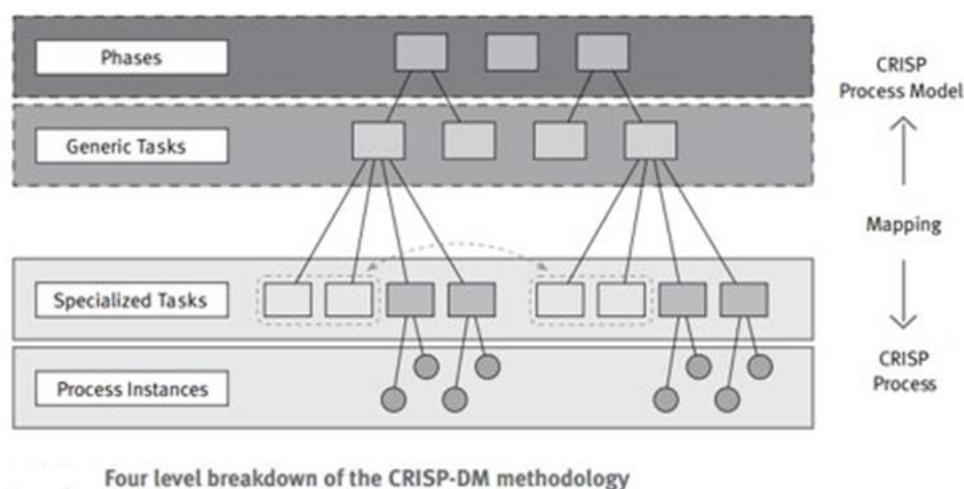 Phases
CRISP
Process Model
Generic Tasks
Mapping
Specialized Tasks
CRISP
Process
Process Instances
Four level breakdown of the CRISP-DM methodology